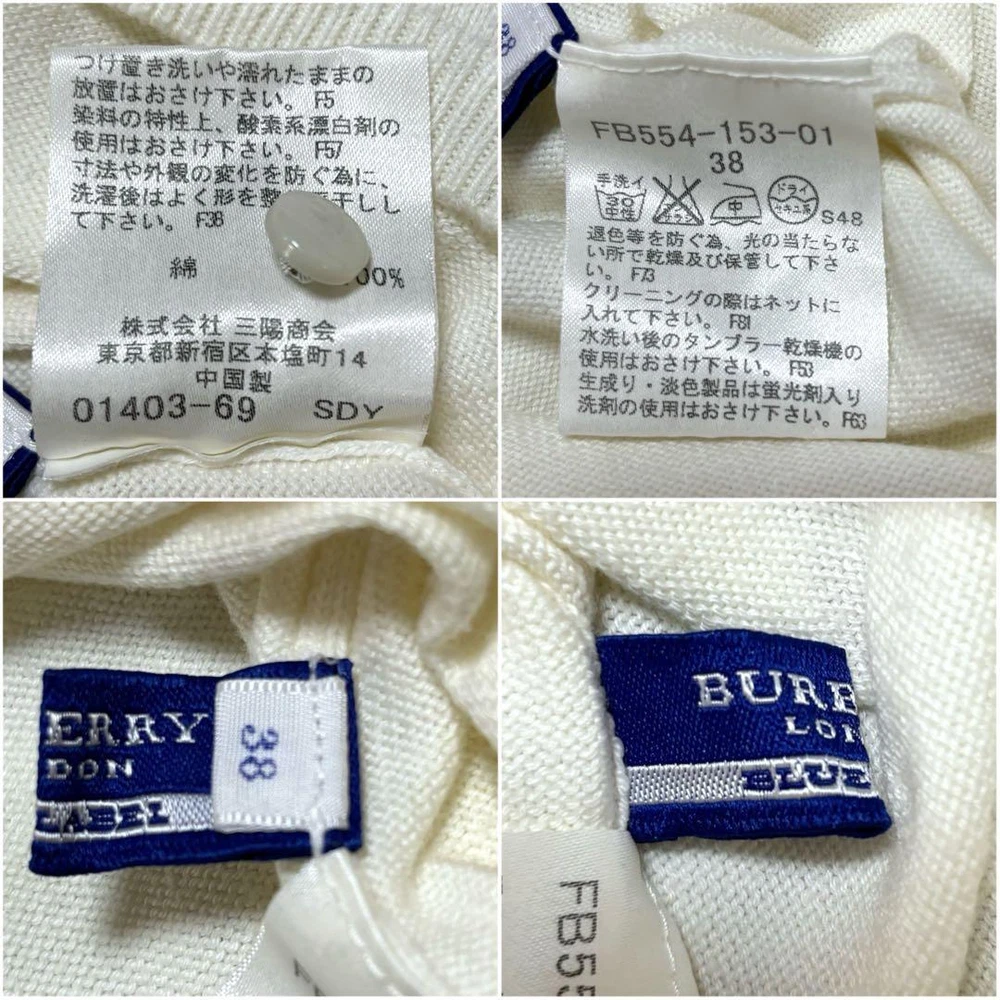 つけ置き洗いや濡れたままの
放置はおさけ下さい。 F5
染料の特性上、酸素系漂白剤の
使用はおさけ下さい。 F57
寸法や外観の変化を防ぐ為に、
洗濯後はよく形を整 干しし
て下さい。 F38
綿 00%
株式会社 三陽商会
東京都新宿区本塩町14
中国製
01403-69 SDY
38
FB554-153-01
38
手洗イ 30 中性
中
ドライ
S48
退色等を防ぐ為、光の当たらな
い所で乾燥及び保管して下さ
い。 F73
クリーニングの際はネットに
入れて下さい。 F81
水洗い後のタンブラー乾燥機の
使用はおさけ下さい。 F53
生成り・淡色製品は蛍光剤入り
洗剤の使用はおさけ下さい。 F63
ERRY
DON
LABEL
38
BURB
LON
BLUE
FB55